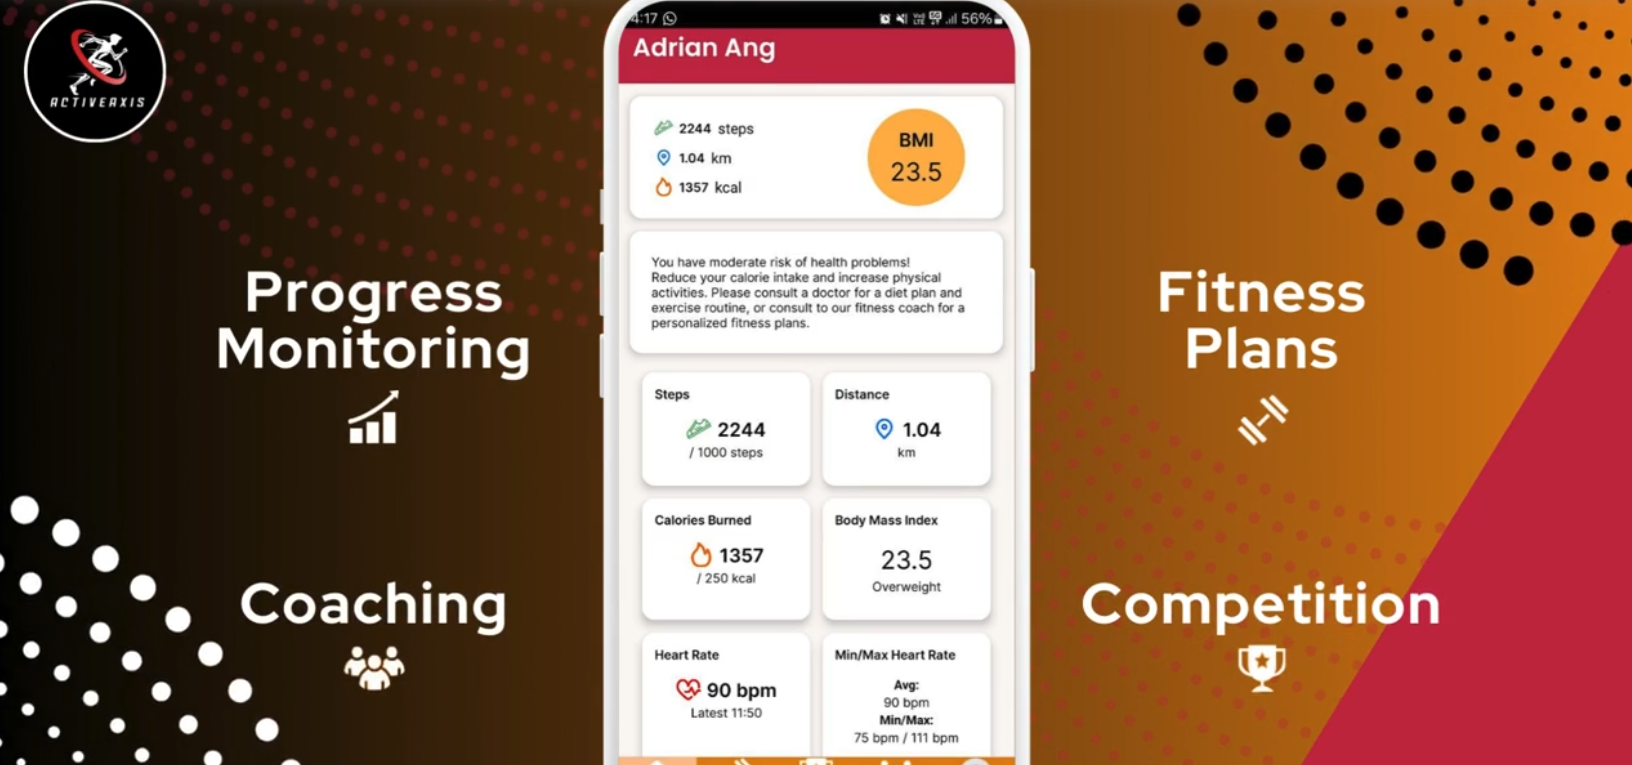 ACTIVEAXIS
4:17
56%
Adrian Ang
2244 steps
1.04 km
1357 kcal
BMI
23.5
You have moderate risk of health problems!
Reduce your calorie intake and increase physical
activities. Please consult a doctor for a diet plan and
exercise routine, or consult to our fitness coach for a
personalized fitness plans.
Steps
2244
/ 1000 steps
Distance
1.04
km
Calories Burned
1357
/ 250 kcal
Body Mass Index
23.5
Overweight
Heart Rate
90 bpm
Latest 11:50
Min/Max Heart Rate
Avg:
90 bpm
Min/Max:
75 bpm / 111 bpm
Progress
Monitoring
Coaching
Fitness
Plans
Competition